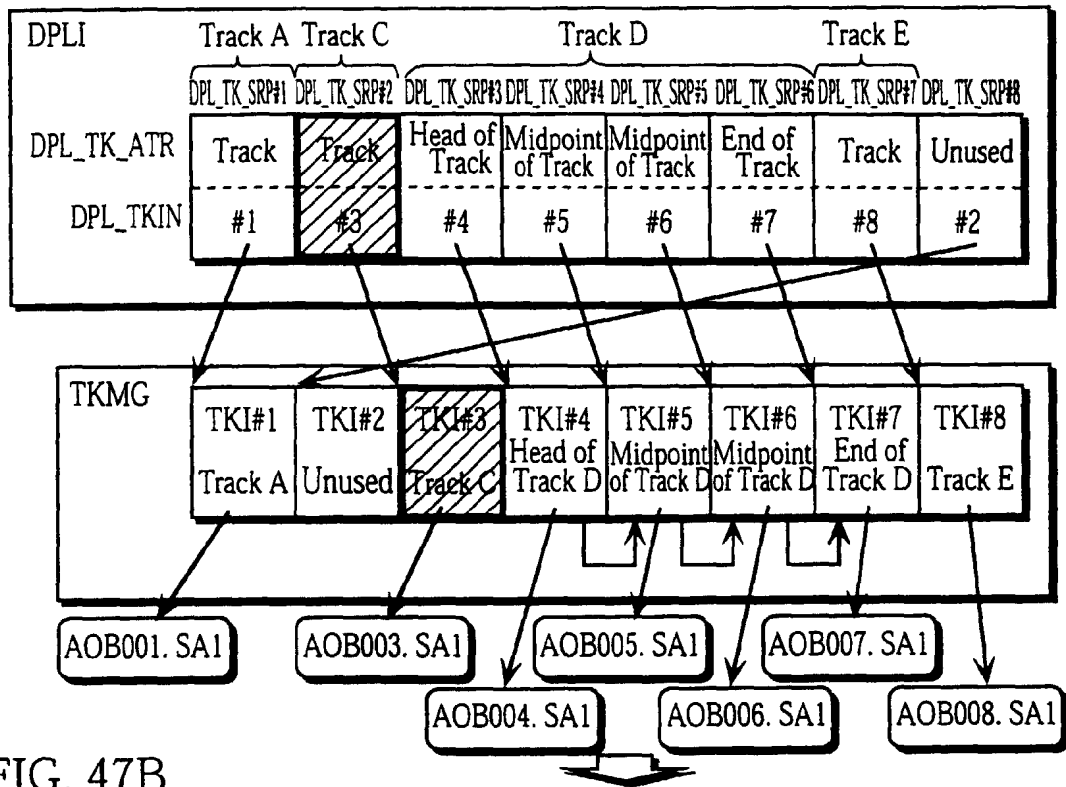 DPLI Track A Track C Track D Track E
DPL_TK_SRP#1 DPL_TK_SRP#2 DPL_TK_SRP#3 DPL_TK_SRP#4 DPL_TK_SRP#5 DPL_TK_SRP#6 DPL_TK_SRP#7 DPL_TK_SRP#8
DPL_TK_ATR Track Track Head of Track Midpoint of Track Midpoint of Track End of Track Track Unused
DPL_TKIN #1 #3 #4 #5 #6 #7 #8 #2
TKMG
TKI#1 TKI#2 TKI#3 TKI#4 TKI#5 TKI#6 TKI#7 TKI#8
Track A Unused Track C Head of Track D Midpoint of Track D Midpoint of Track D End of Track D Track E
AOB001. SA1 AOB003. SA1 AOB005. SA1 AOB007. SA1
AOB004. SA1 AOB006. SA1 AOB008. SA1
FIG. 47B